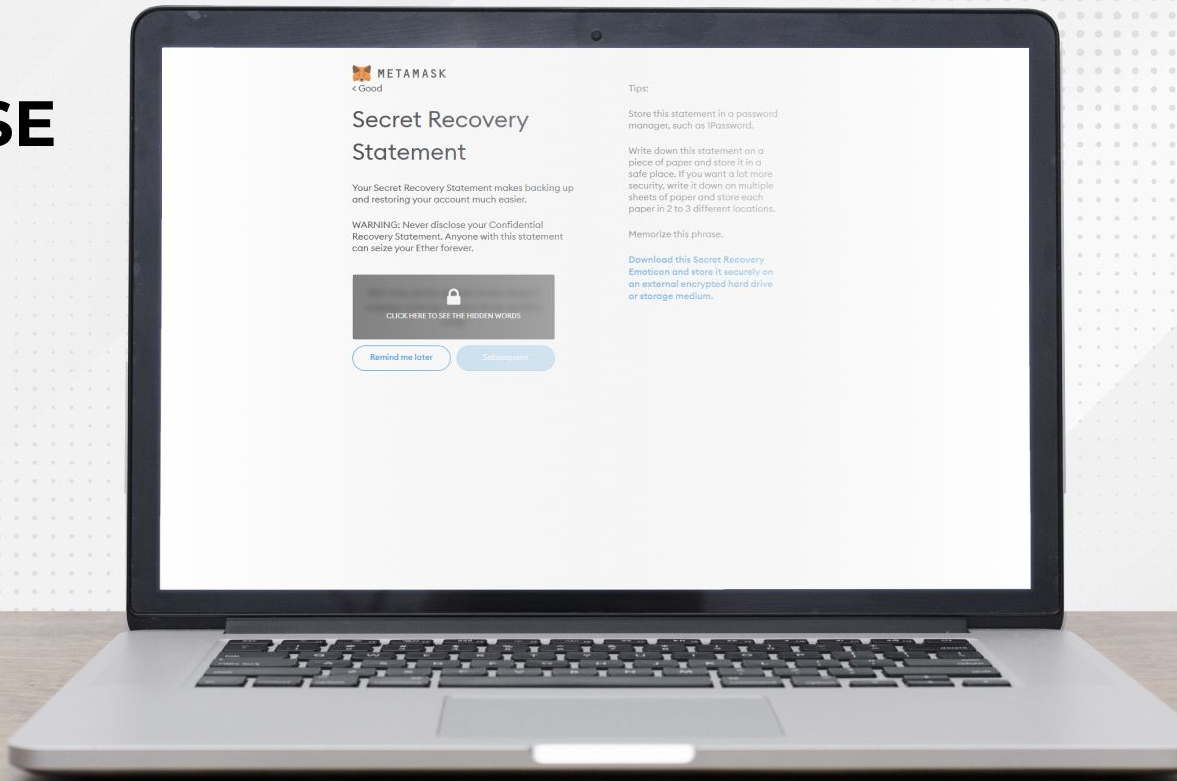 SE
METAMASK
< Good
Secret Recovery
Statement
Your Secret Recovery Statement makes backing up
and restoring your account much easier.
WARNING: Never disclose your Confidential
Recovery Statement. Anyone with this statement
can seize your Ether forever.
CLICK HERE TO SEE THE HIDDEN WORDS
Remind me later
Subsequent
Tips:
Store this statement in a password
manager, such as 1Password.
Write down this statement on a
piece of paper and store it in a
safe place. If you want a lot more
security, write it down on multiple
sheets of paper and store each
paper in 2 to 3 different locations.
Memorize this phrase.
Download this Secret Recovery
Emoticon and store it securely on
an external encrypted hard drive
or storage medium.